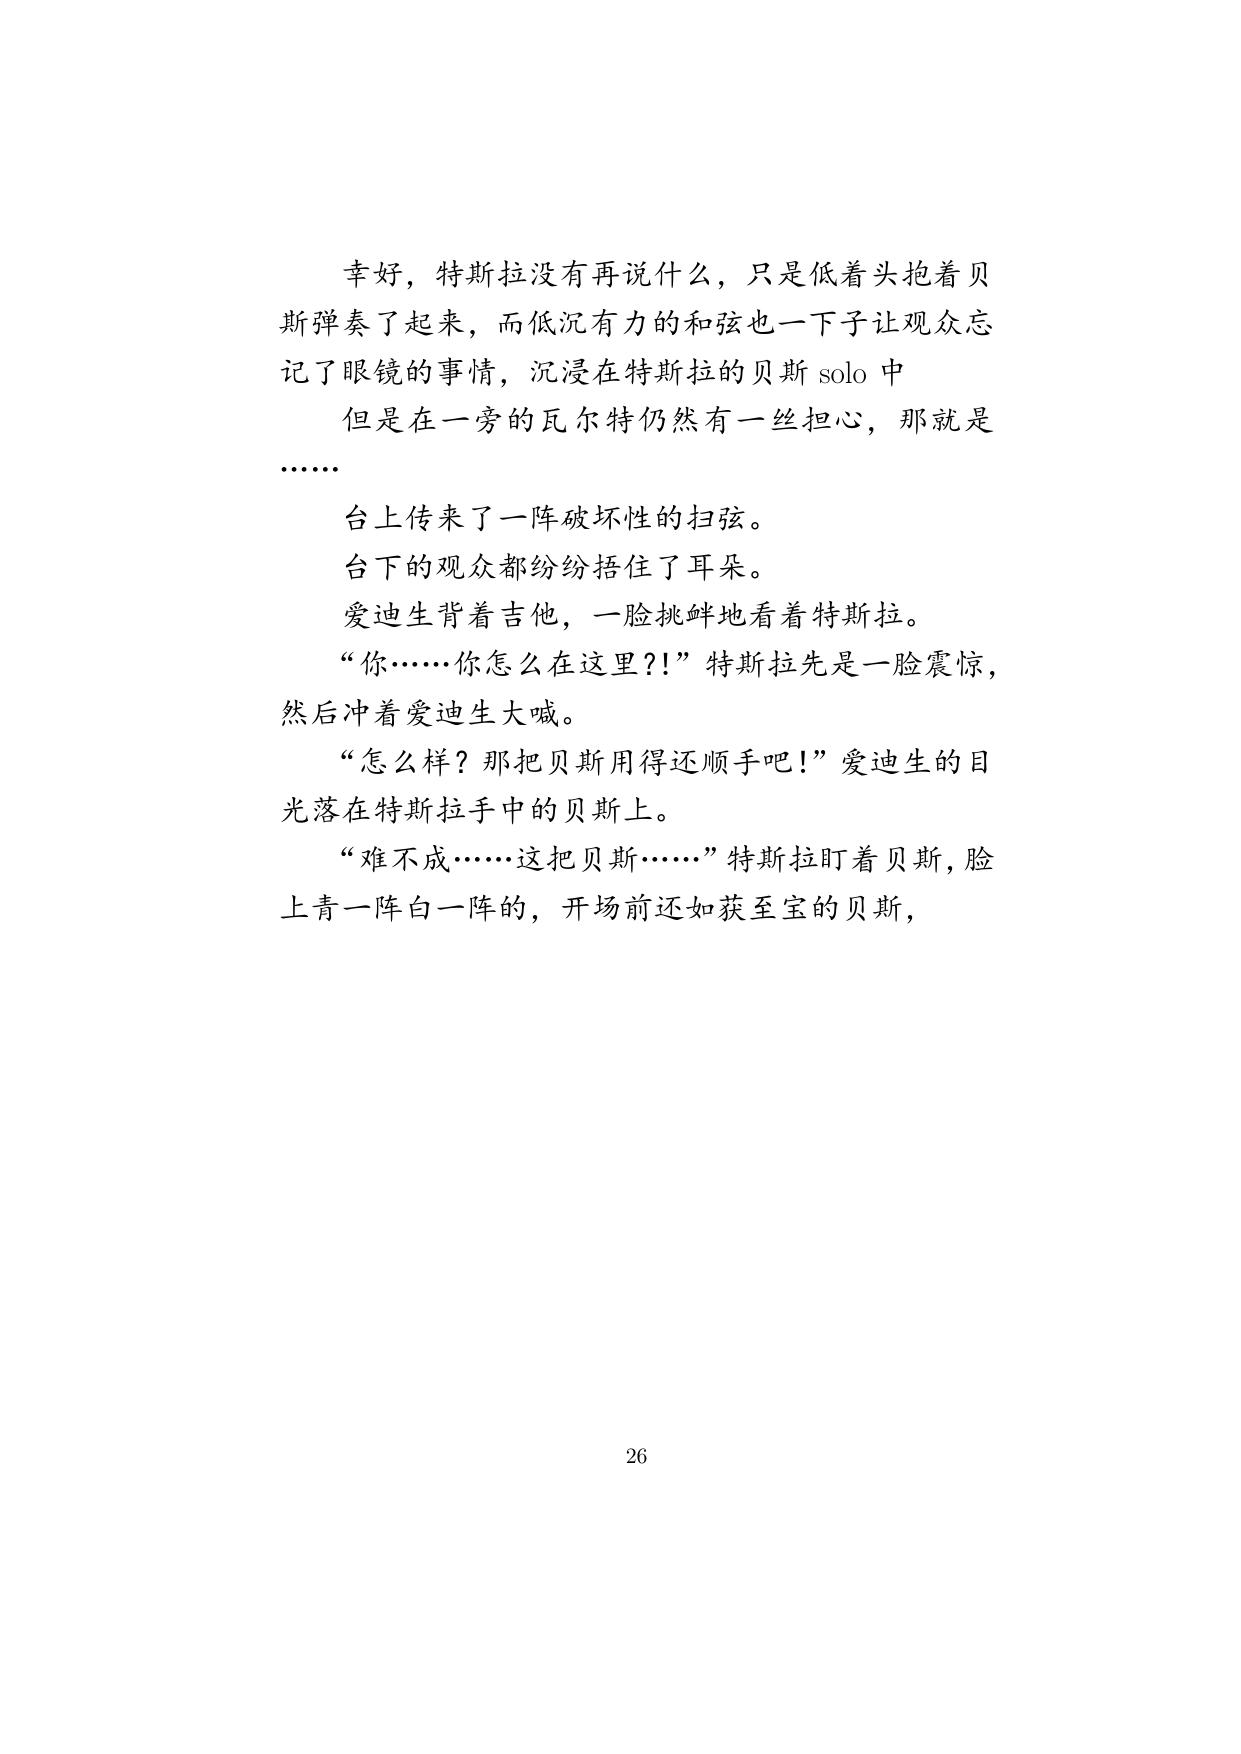 幸好，特斯拉没有再说什么，只是低着头抱着贝
斯弹奏了起来，而低沉有力的和弦也一下子让观众忘
记了眼镜的事情，沉浸在特斯拉的贝斯 solo 中
但是在一旁的瓦尔特仍然有一丝担心，那就是
……
台上传来了一阵破坏性的扫弦。
台下的观众都纷纷捂住了耳朵。
爱迪生背着吉他，一脸挑衅地看着特斯拉。
“你……你怎么在这里?!”特斯拉先是一脸震惊，
然后冲着爱迪生大喊。
“怎么样？那把贝斯用得还顺手吧！”爱迪生的目
光落在特斯拉手中的贝斯上。
“难不成……这把贝斯……”特斯拉盯着贝斯，脸
上青一阵白一阵的，开场前还如获至宝的贝斯，
26